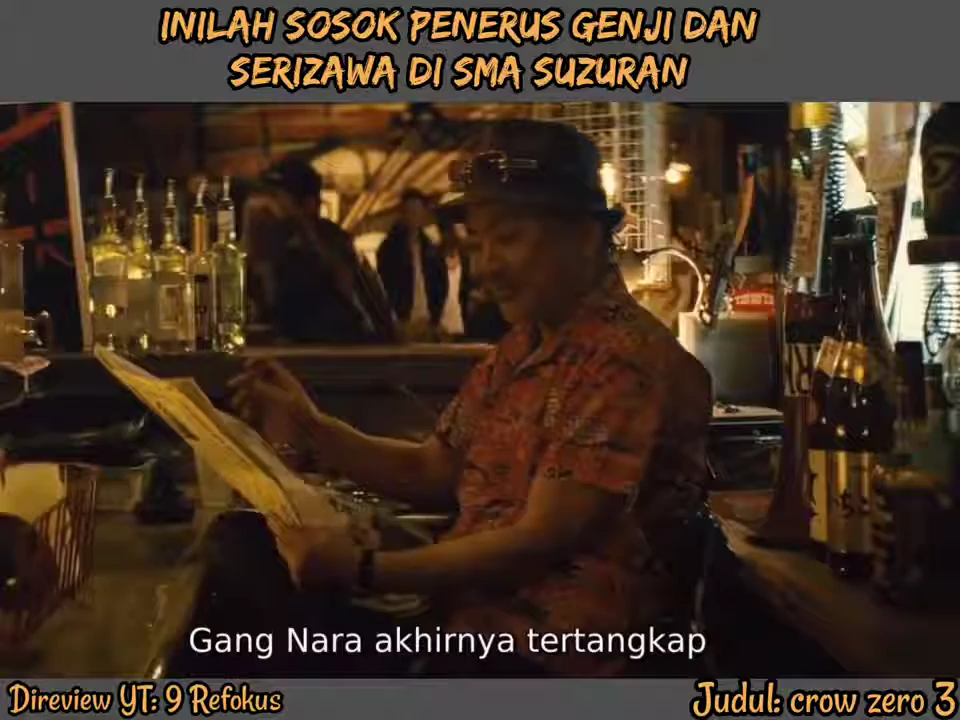 INILAH SOSOK PENERUS GENJI DAN
SERIZAWA DI SMA SUZURAN
Gang Nara akhirnya tertangkap
Direview YT: 9 Refokus
Judul: crow zero 3